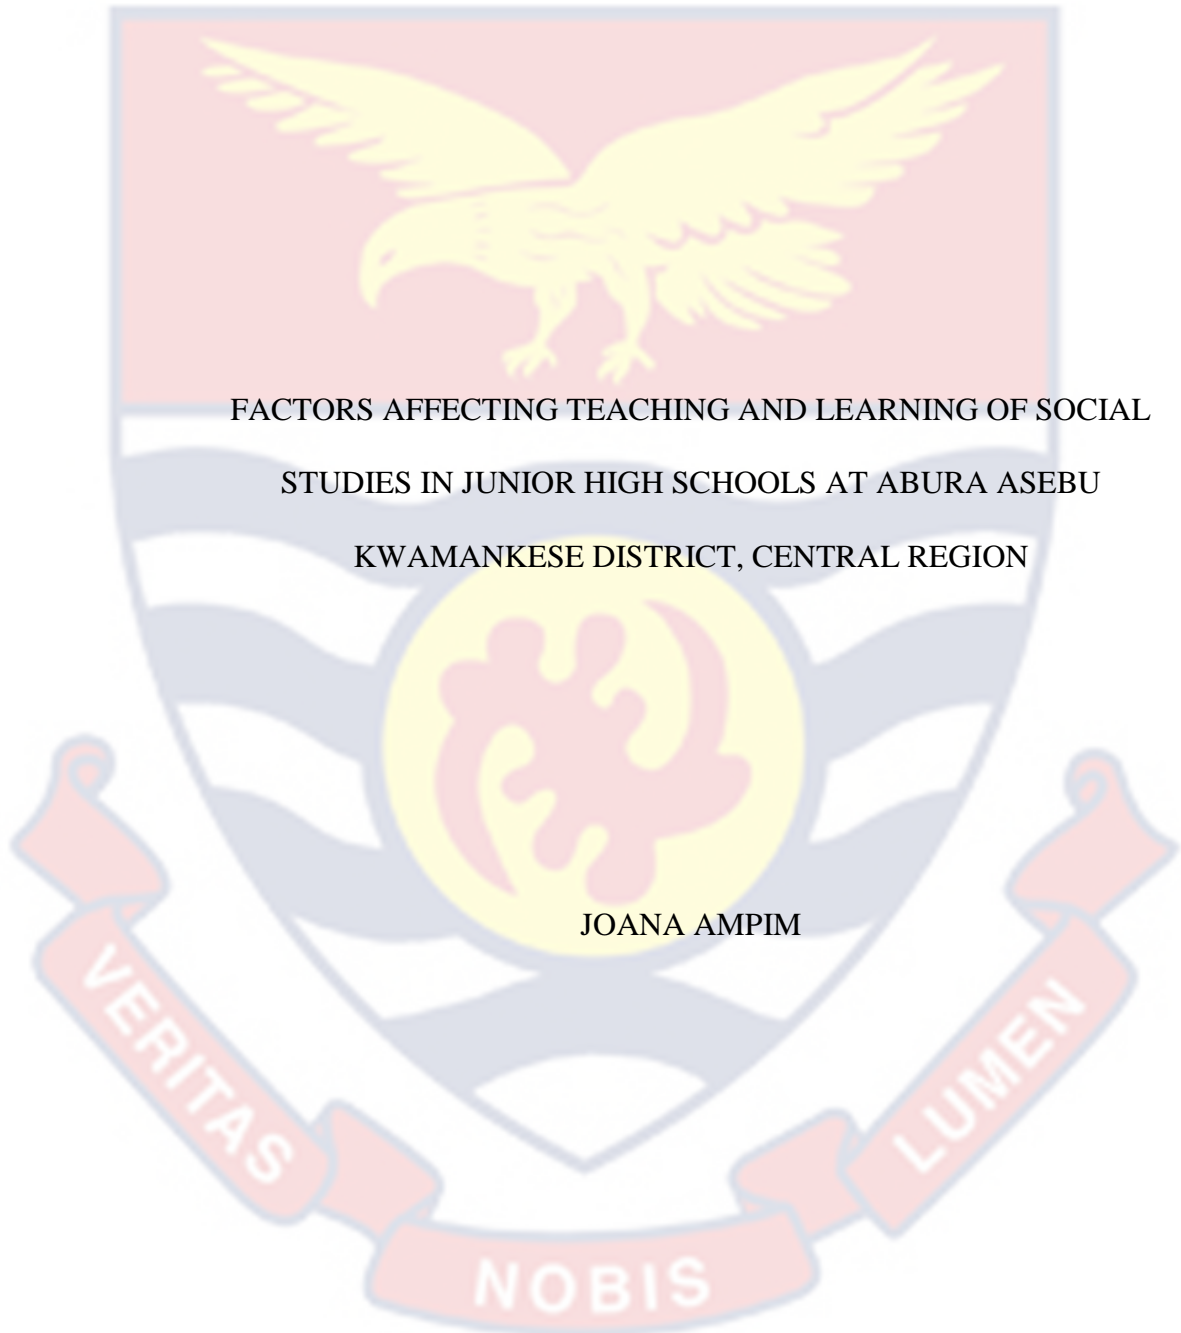 FACTORS AFFECTING TEACHING AND LEARNING OF SOCIAL
STUDIES IN JUNIOR HIGH SCHOOLS AT ABURA ASEBU
KWAMANKESE DISTRICT, CENTRAL REGION
JOANA AMPIM
VERITAS
NOBIS
LUMEN